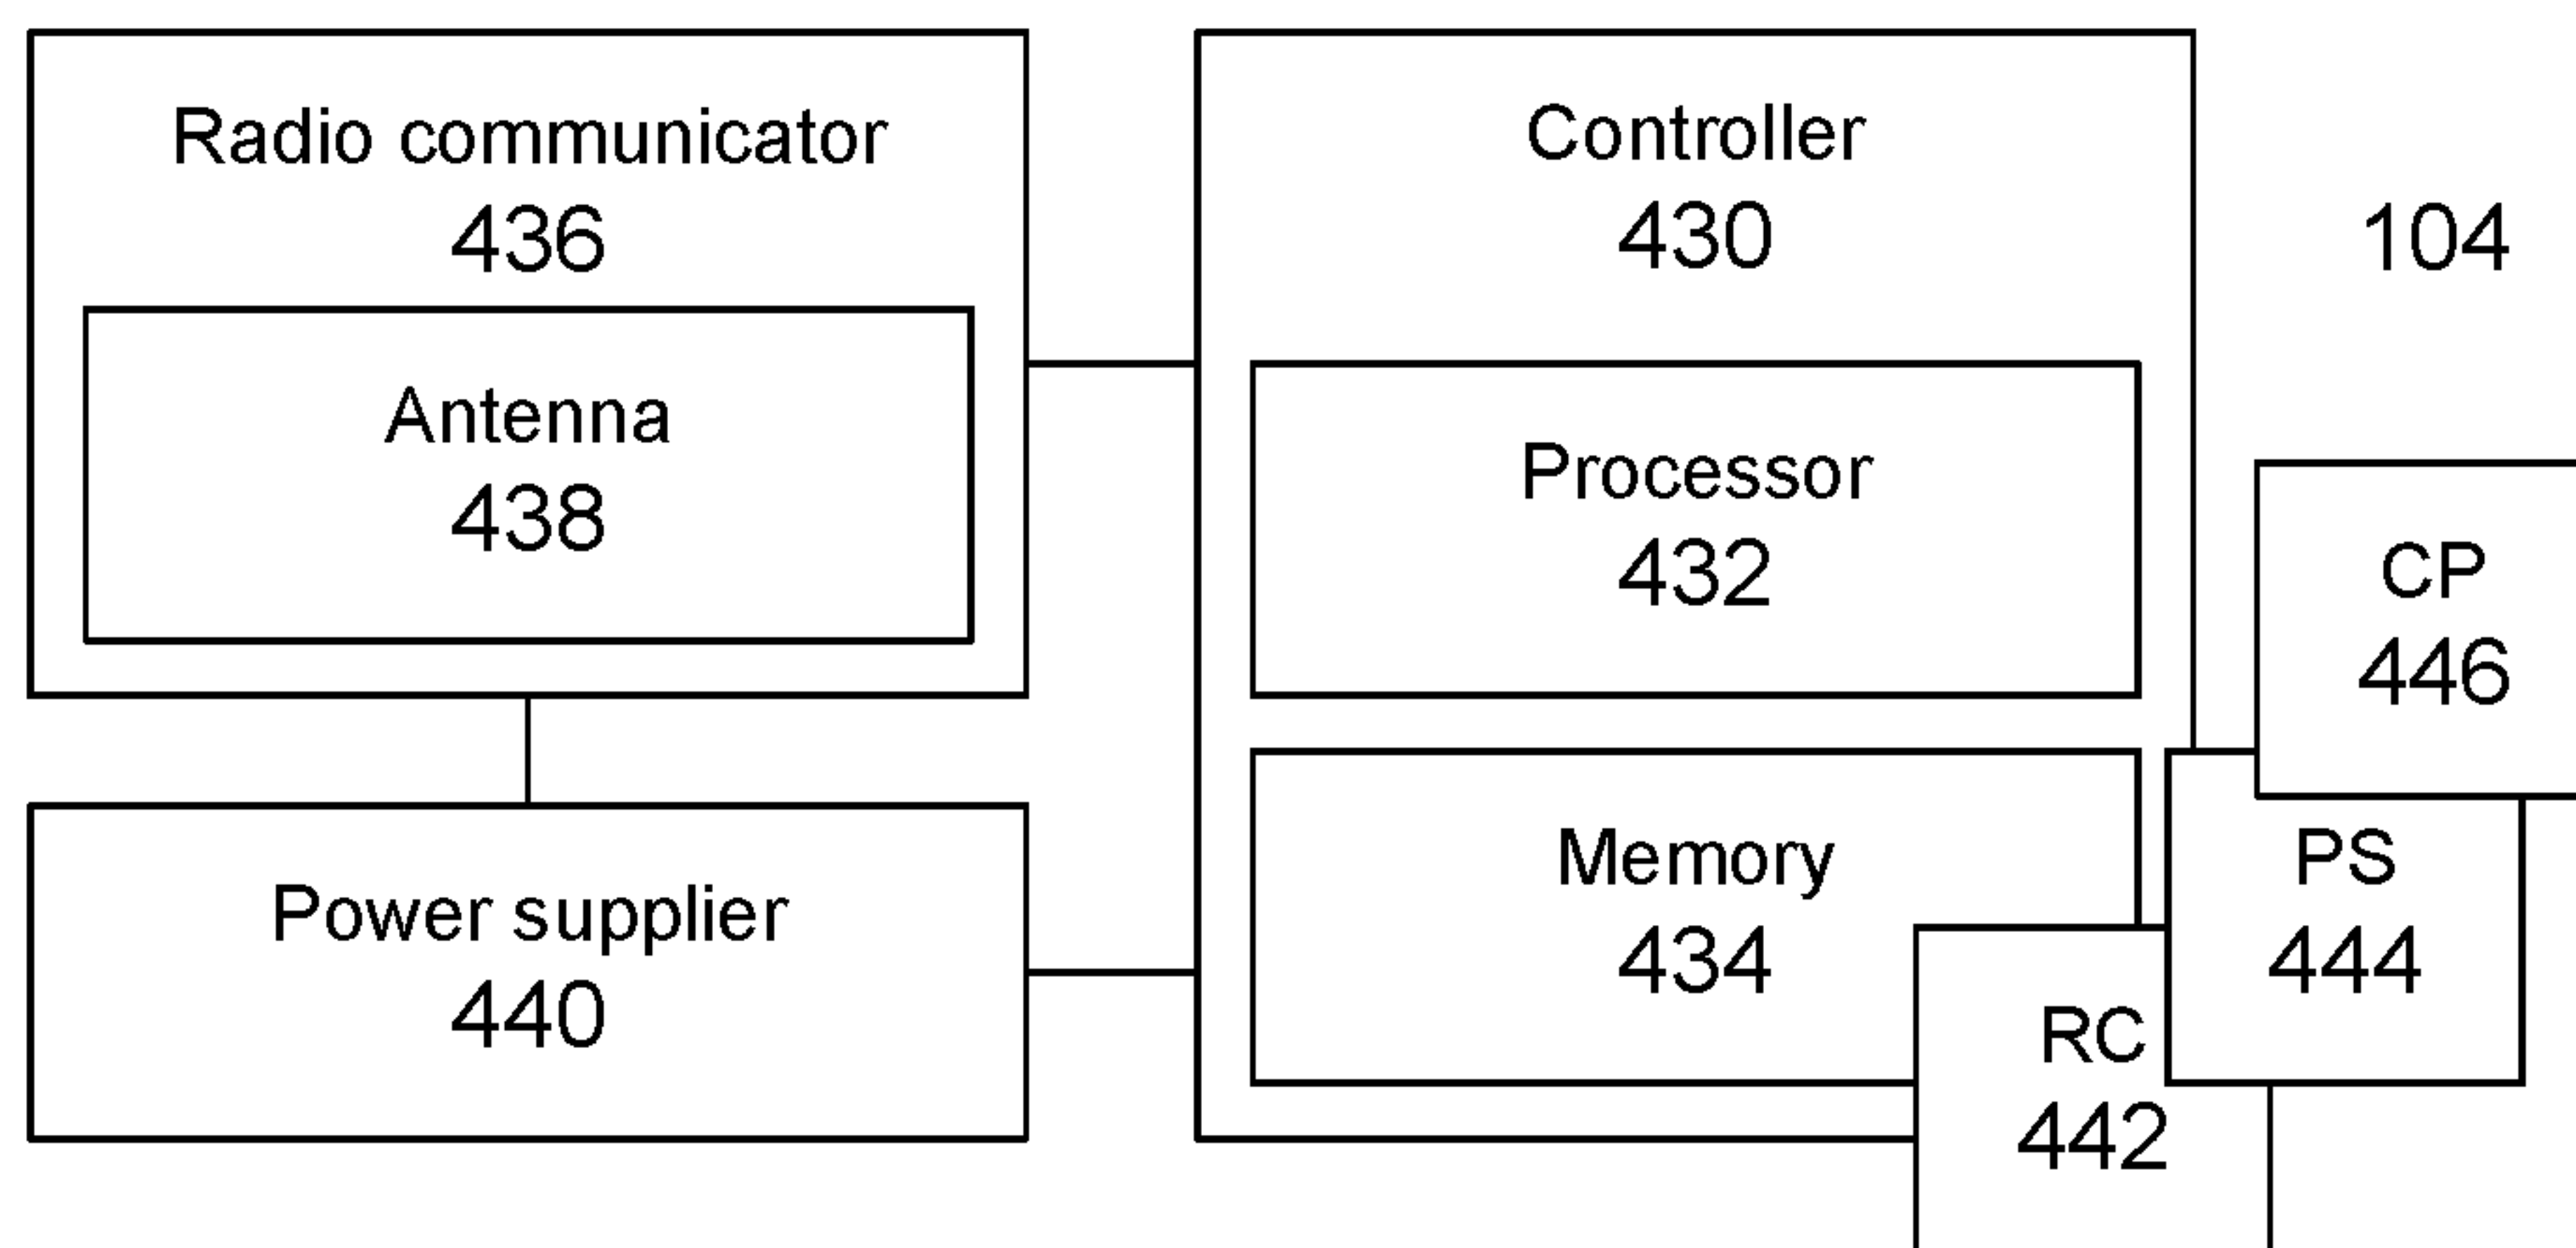 Radio communicator
436
Antenna
438
Power supplier
440
Controller
430
Processor
432
Memory
434
104
CP
446
PS
444
RC
442